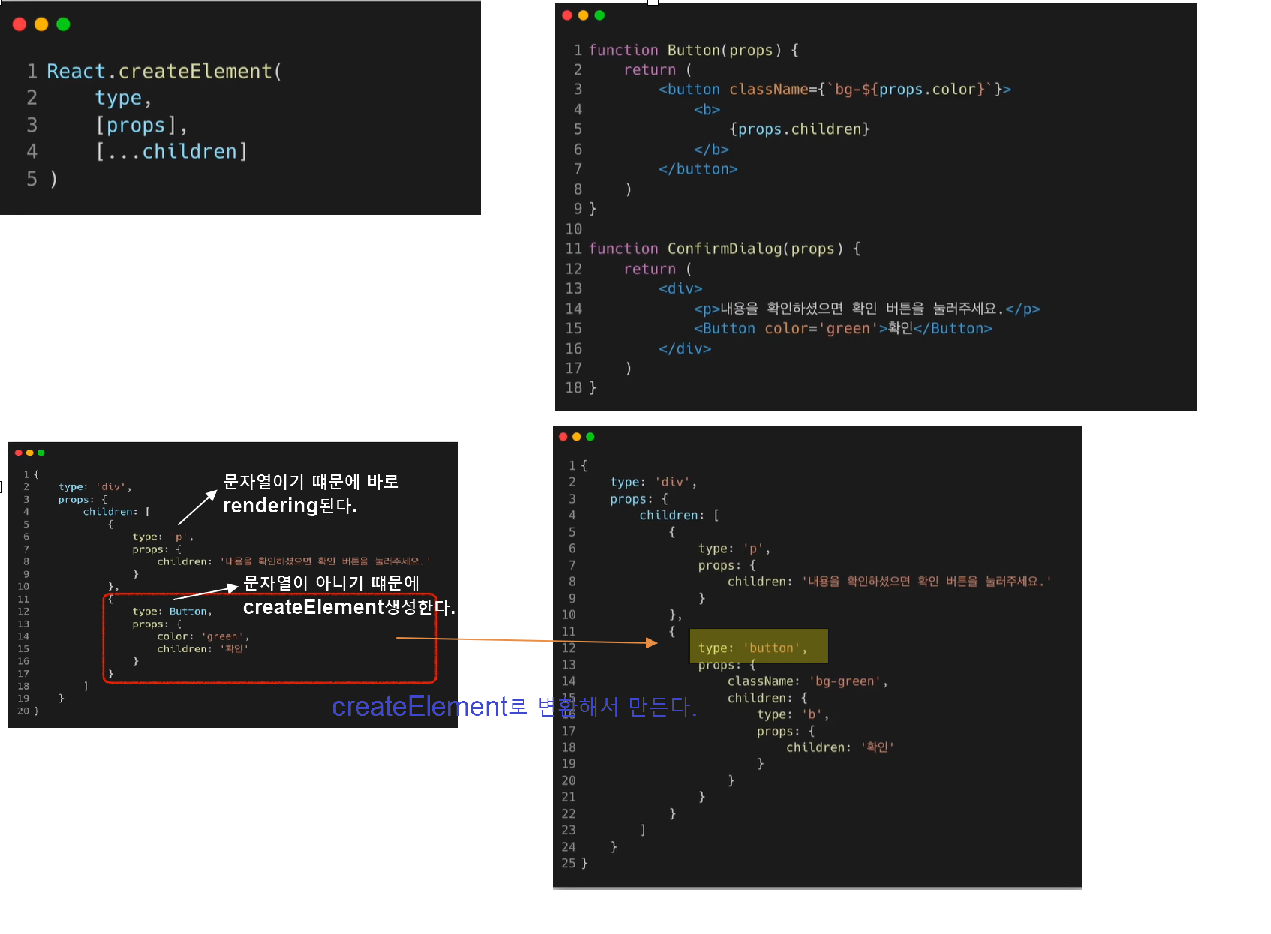 1 React.createElement(
2 type,
3 [props],
4 [...children]
5 )
1 function Button(props) {
2 return (
3 <button className={`bg-${props.color}`}>
4 <b>
5 {props.children}
6 </b>
7 </button>
8 )
9 }
10
11 function ConfirmDialog(props) {
12 return (
13 <div>
14 <p>내용을 확인하셨으면 확인 버튼을 눌러주세요.</p>
15 <Button color='green'>확인</Button>
16 </div>
17 )
18 }
1 {
2 type: 'div',
3 props: {
4 children: [
5 {
6 type: 'p',
7 props: {
8 children: '내용을 확인하셨으면 확인 버튼을 눌러주세요.'
9 }
10 },
11 {
12 type: Button,
13 props: {
14 color: 'green',
15 children: '확인'
16 }
17 }
18 ]
19 }
20 }
문자열이기 떄문에 바로
rendering된다.
문자열이 아니기 떄문에
createElement생성한다.
createElement로 변환해서 만든다.
1 {
2 type: 'div',
3 props: {
4 children: [
5 {
6 type: 'p',
7 props: {
8 children: '내용을 확인하셨으면 확인 버튼을 눌러주세요.'
9 }
10 },
11 {
12 type: 'button',
13 props: {
14 className: 'bg-green',
15 children: {
16 type: 'b',
17 props: {
18 children: '확인'
19 }
20 }
21 }
22 }
23 ]
24 }
25 }